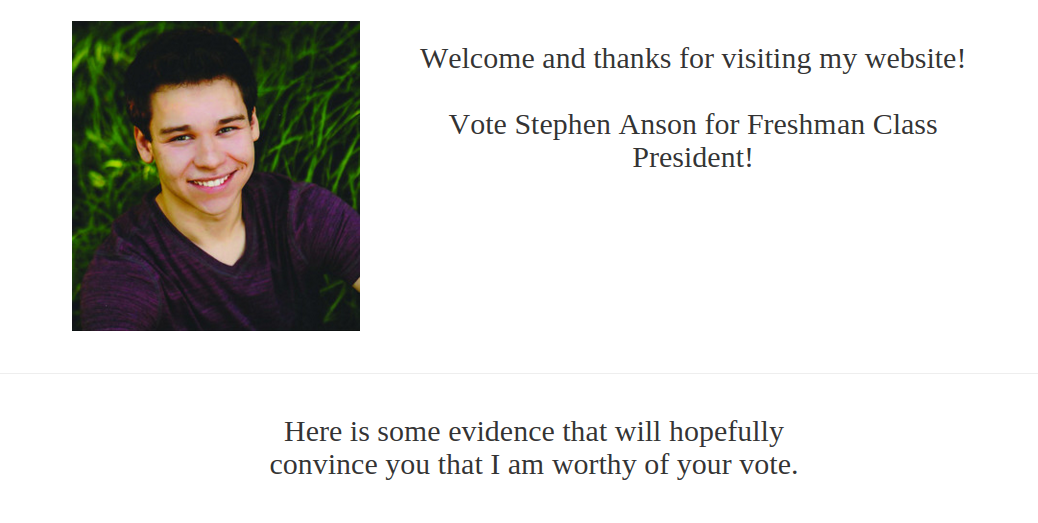 Welcome and thanks for visiting my website!
Vote Stephen Anson for Freshman Class
President!
Here is some evidence that will hopefully
convince you that I am worthy of your vote.